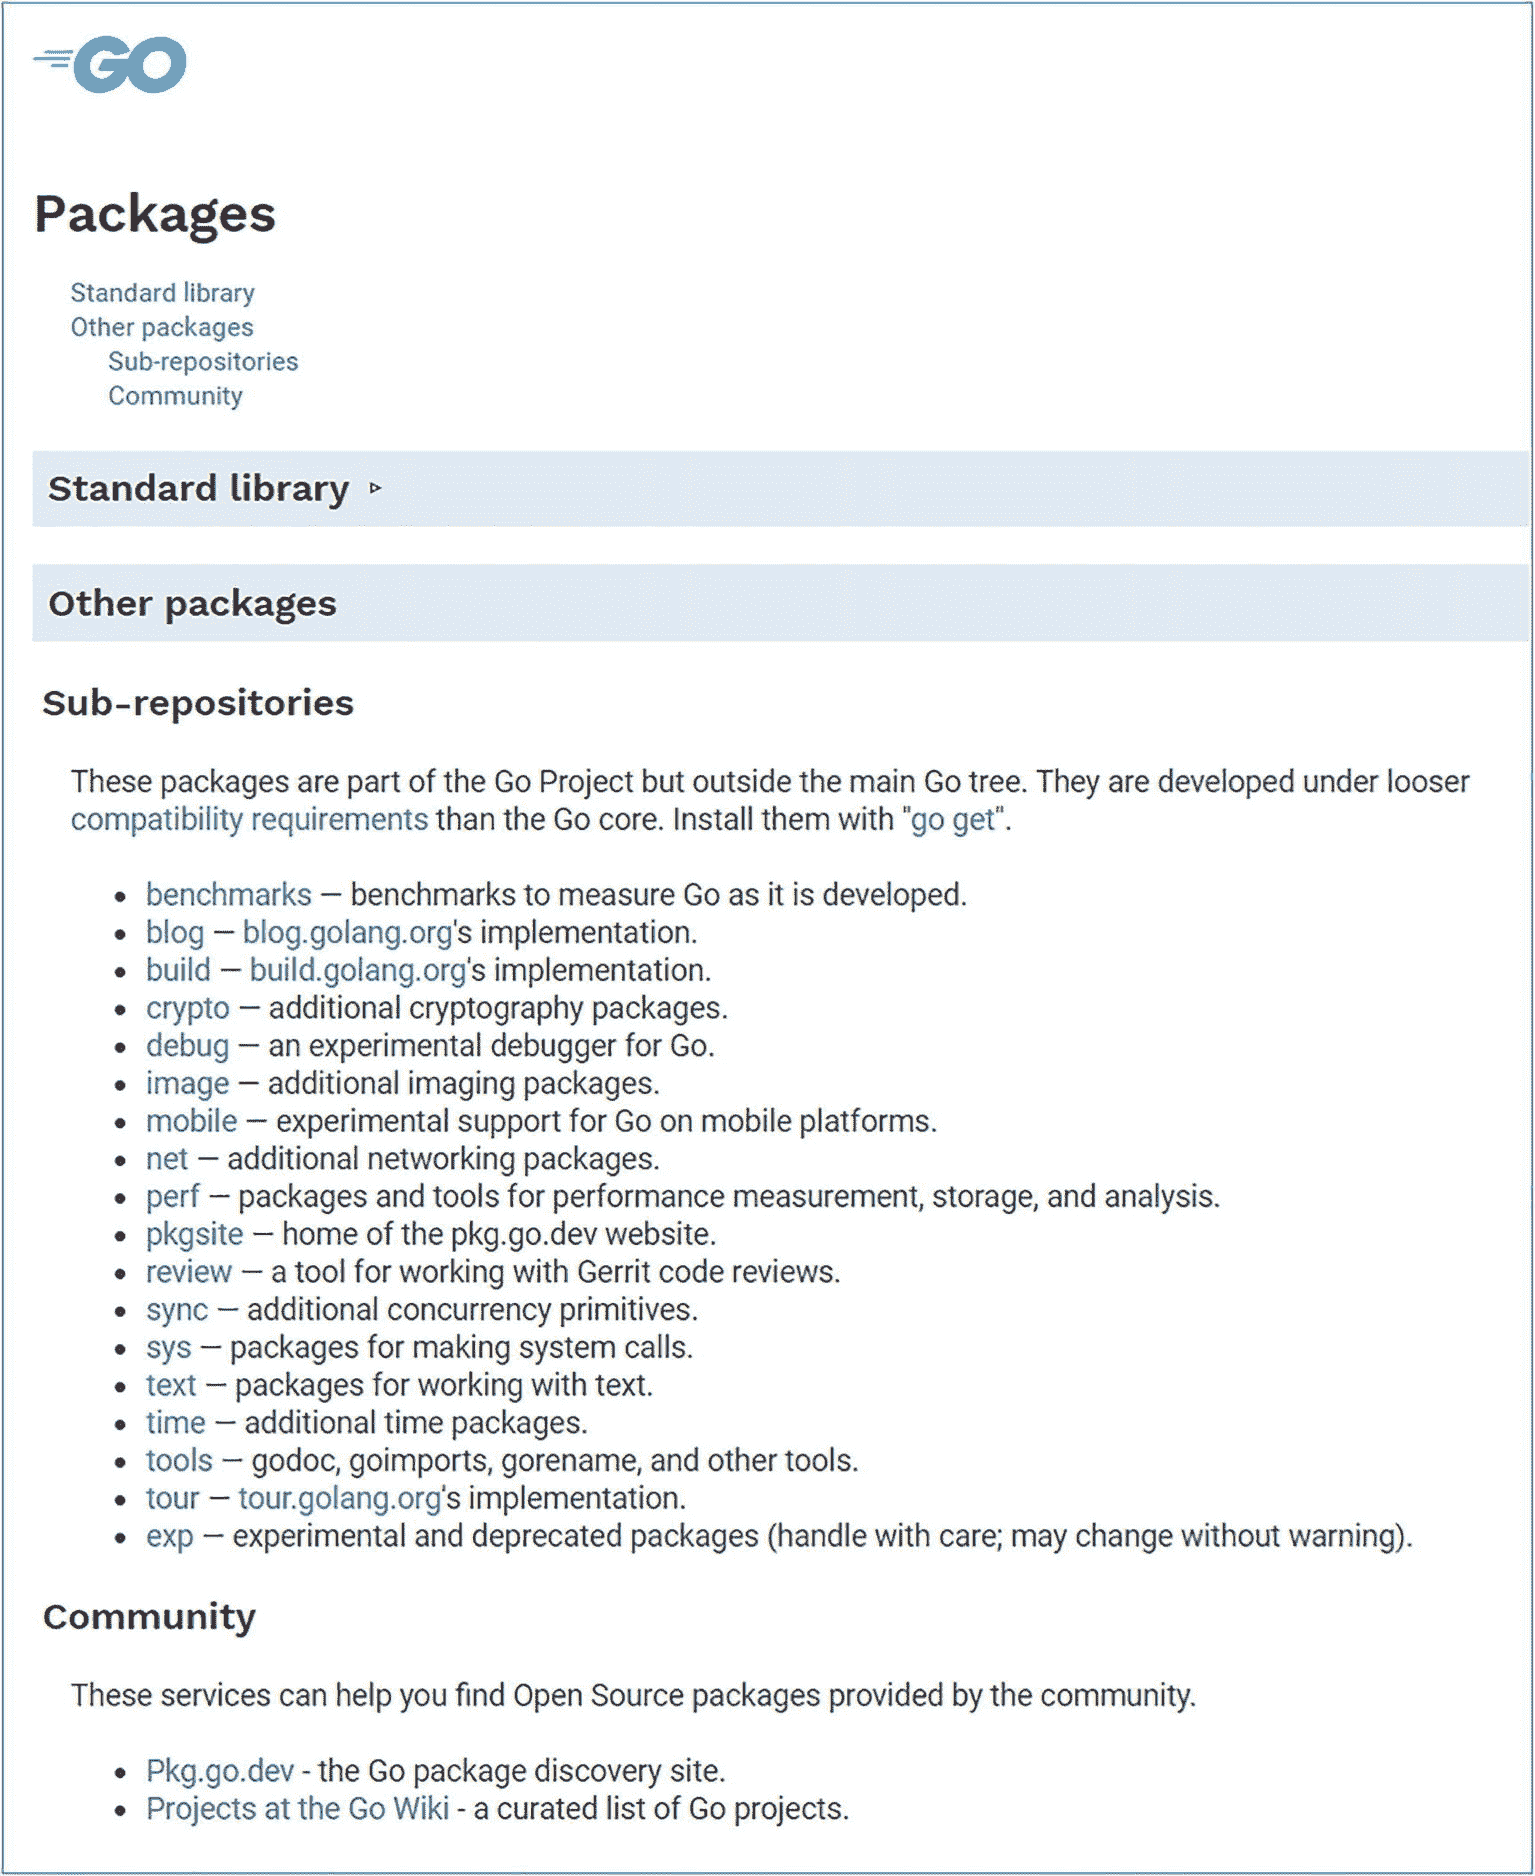 GO
Packages
Standard library
Other packages
Sub-repositories
Community
Standard library ▹
Other packages
Sub-repositories
These packages are part of the Go Project but outside the main Go tree. They are developed under looser
compatibility requirements than the Go core. Install them with "go get".
• benchmarks — benchmarks to measure Go as it is developed.
• blog — blog.golang.org's implementation.
• build — build.golang.org's implementation.
• crypto — additional cryptography packages.
• debug — an experimental debugger for Go.
• image — additional imaging packages.
• mobile — experimental support for Go on mobile platforms.
• net — additional networking packages.
• perf — packages and tools for performance measurement, storage, and analysis.
• pkgsite — home of the pkg.go.dev website.
• review — a tool for working with Gerrit code reviews.
• sync — additional concurrency primitives.
• sys — packages for making system calls.
• text — packages for working with text.
• time — additional time packages.
• tools — godoc, goimports, gorename, and other tools.
• tour — tour.golang.org's implementation.
• exp — experimental and deprecated packages (handle with care; may change without warning).
Community
These services can help you find Open Source packages provided by the community.
• Pkg.go.dev - the Go package discovery site.
• Projects at the Go Wiki - a curated list of Go projects.